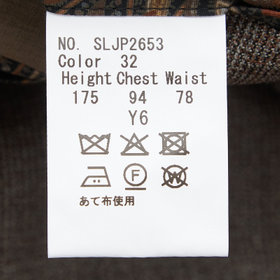 NO. SLJP2653
Color 32
Height Chest Waist
175 94 78
Y6
F W
あて布使用